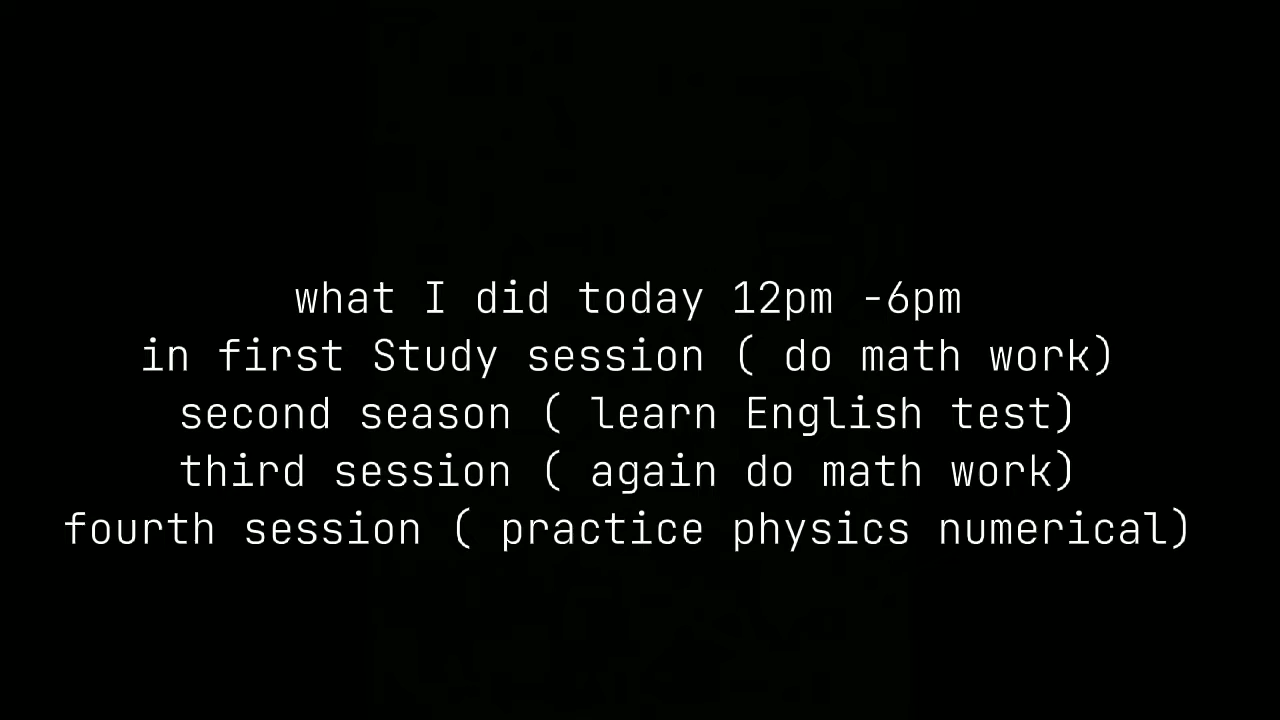 what I did today 12pm -6pm
in first Study session ( do math work)
second season ( learn English test)
third session ( again do math work)
fourth session ( practice physics numerical)